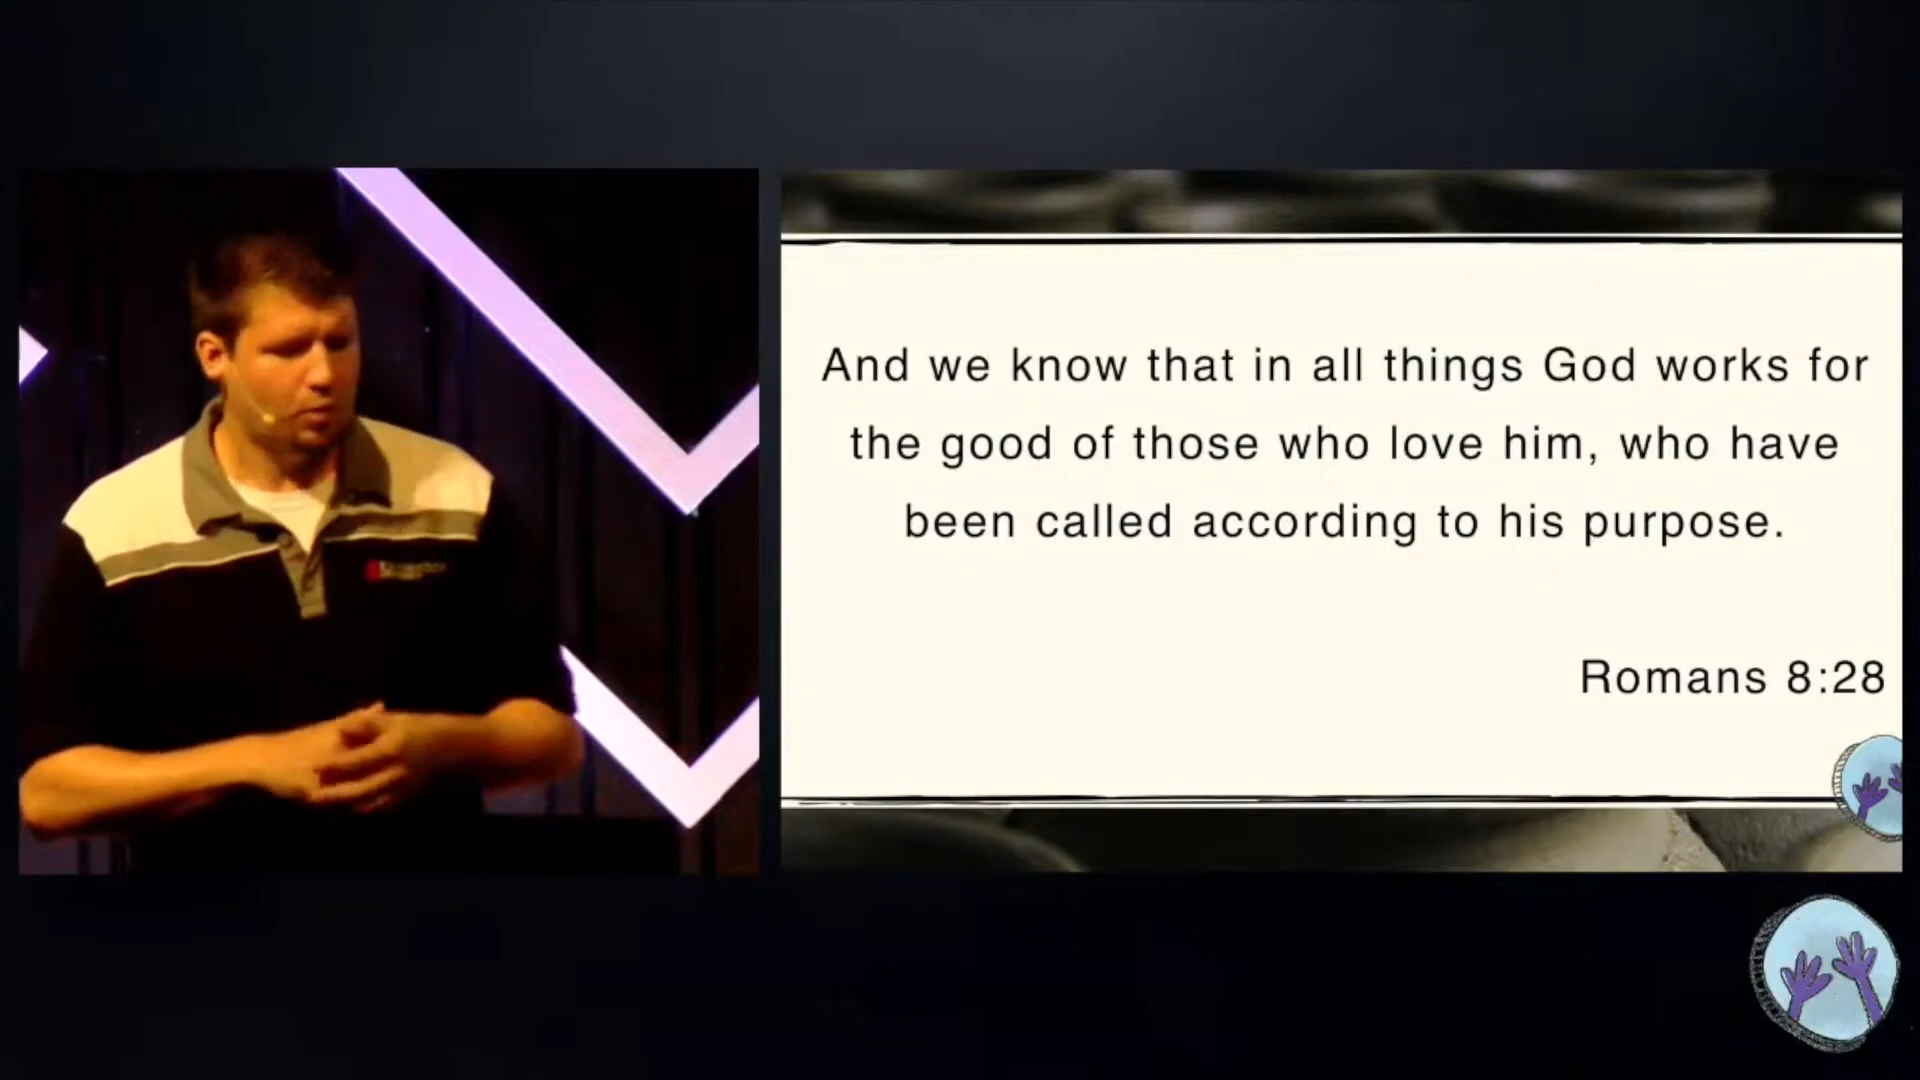 And we know that in all things God works for
the good of those who love him, who have
been called according to his purpose.
Romans 8:28